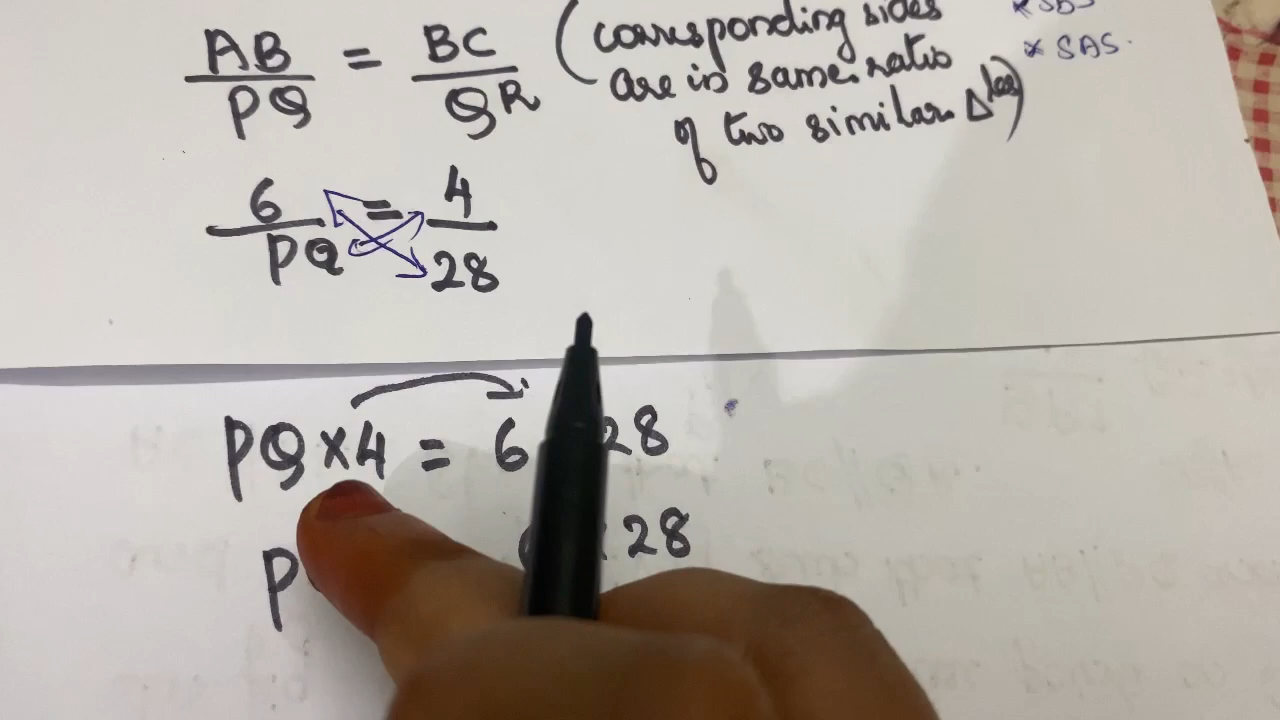 AB/PQ = BC/QR (corresponding sides
are in same ratio
of two similar Δles)
* SAS.
6/PQ = 4/28
PQ × 4 = 6 28
P × 28